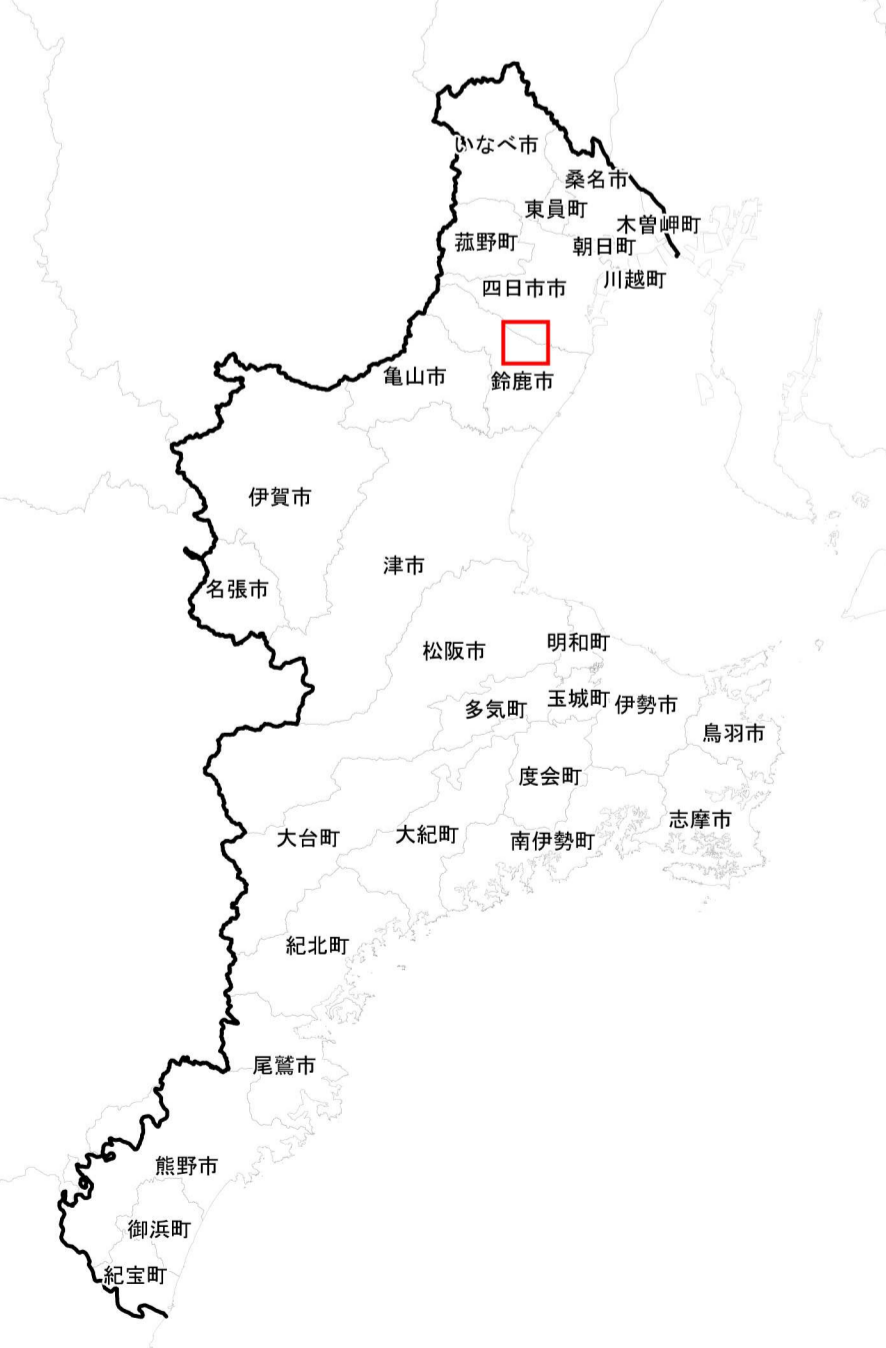 いなべ市
桑名市
東員町
木曽岬町
菰野町
朝日町
川越町
四日市市
亀山市
鈴鹿市
伊賀市
津市
名張市
明和町
松阪市
玉城町
伊勢市
多気町
鳥羽市
度会町
志摩市
大台町
大紀町
南伊勢町
紀北町
尾鷲市
熊野市
御浜町
紀宝町